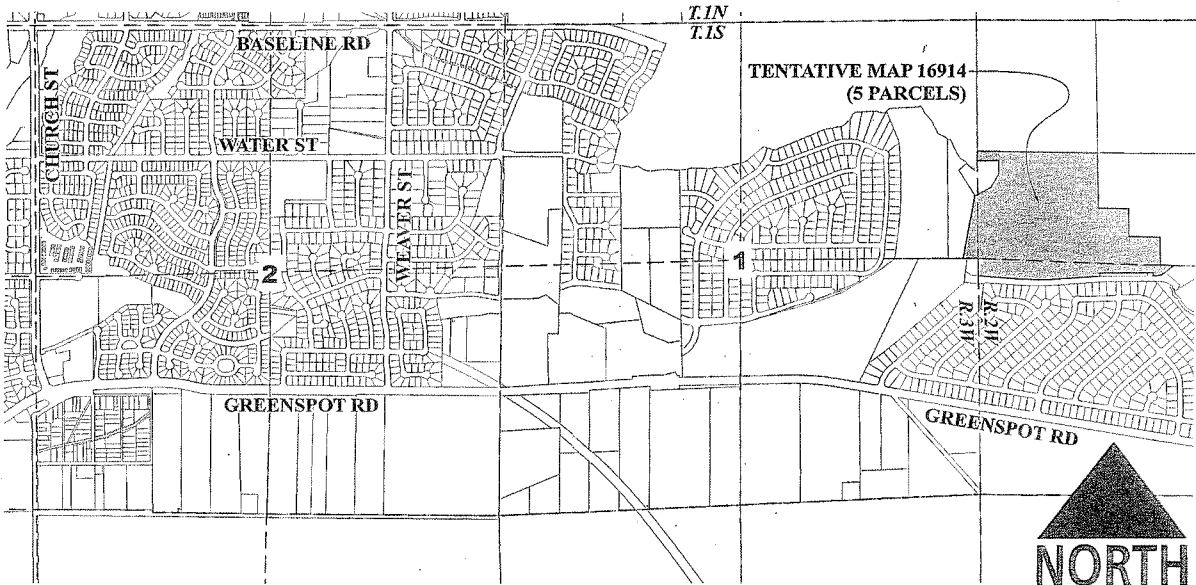 T.1N
T.1S
BASELINE RD
CHURCH ST
TENTATIVE MAP 16914
(5 PARCELS)
WATER ST
WEAVER ST
2
1
R.3W
R.2W
GREENSPOT RD
GREENSPOT RD
NORTH